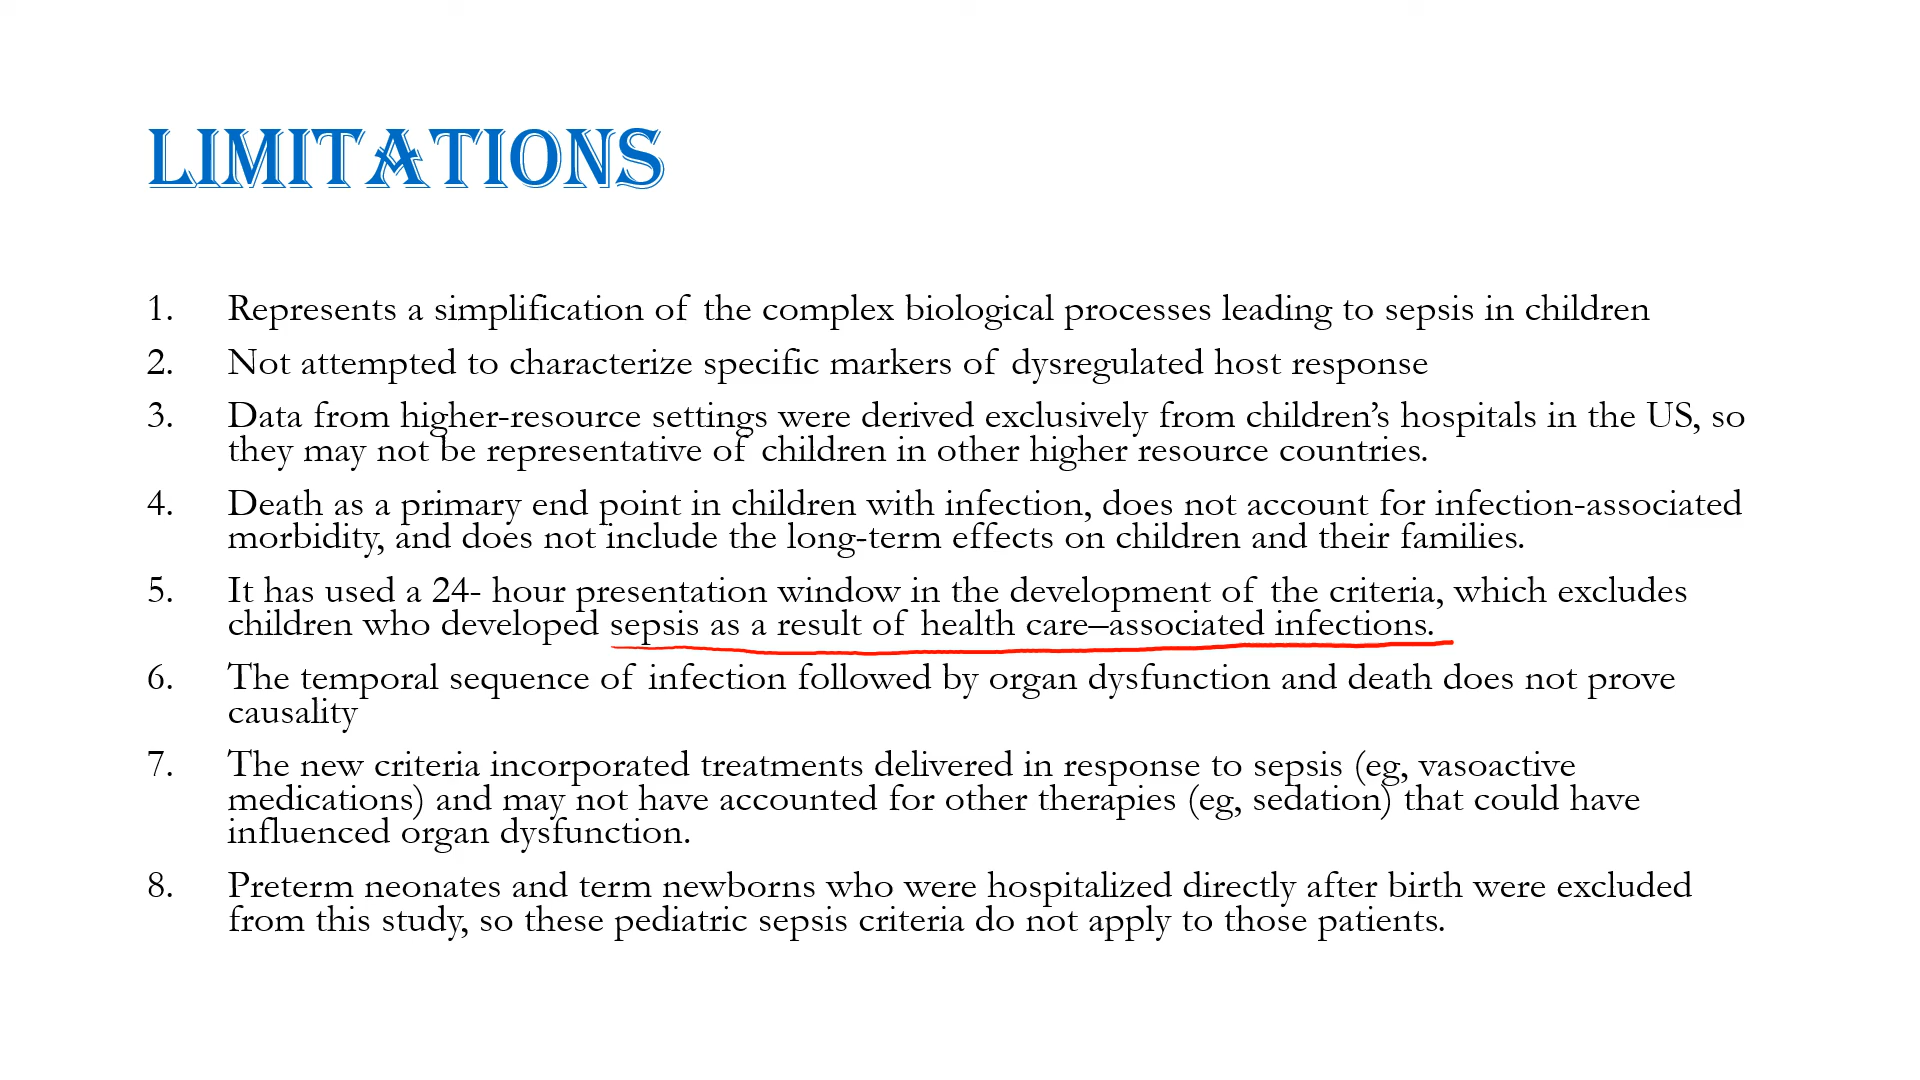 LIMITATIONS
1. Represents a simplification of the complex biological processes leading to sepsis in children
2. Not attempted to characterize specific markers of dysregulated host response
3. Data from higher-resource settings were derived exclusively from children’s hospitals in the US, so
they may not be representative of children in other higher resource countries.
4. Death as a primary end point in children with infection, does not account for infection-associated
morbidity, and does not include the long-term effects on children and their families.
5. It has used a 24- hour presentation window in the development of the criteria, which excludes
children who developed sepsis as a result of health care–associated infections.
6. The temporal sequence of infection followed by organ dysfunction and death does not prove
causality
7. The new criteria incorporated treatments delivered in response to sepsis (eg, vasoactive
medications) and may not have accounted for other therapies (eg, sedation) that could have
influenced organ dysfunction.
8. Preterm neonates and term newborns who were hospitalized directly after birth were excluded
from this study, so these pediatric sepsis criteria do not apply to those patients.